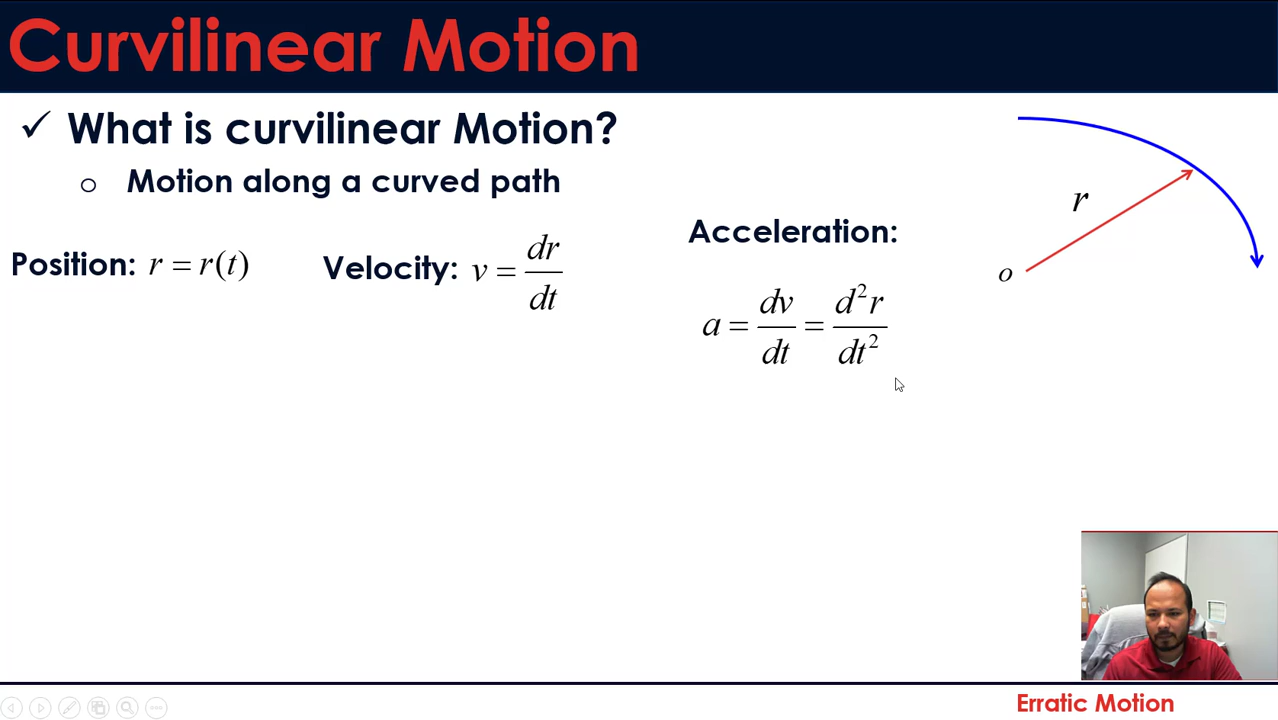 Curvilinear Motion
✓ What is curvilinear Motion?
o Motion along a curved path
Position: r = r(t)
Velocity: v = dr/dt
Acceleration:
a = dv/dt = d²r/dt²
r
o
Erratic Motion